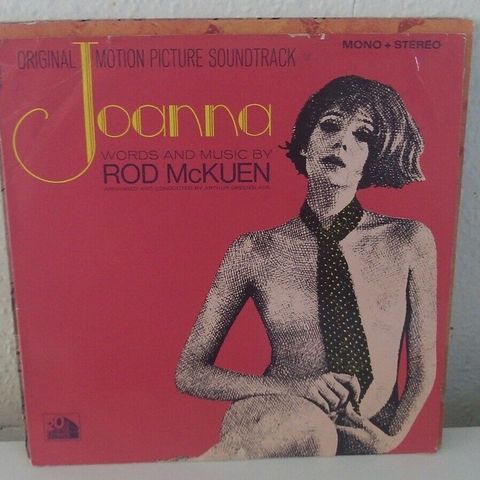 ORIGINAL MOTION PICTURE SOUNDTRACK
MONO + STEREO
Joanna
WORDS AND MUSIC BY
ROD McKUEN
ARRANGED AND CONDUCTED BY ARTHUR GREENSLADE
20